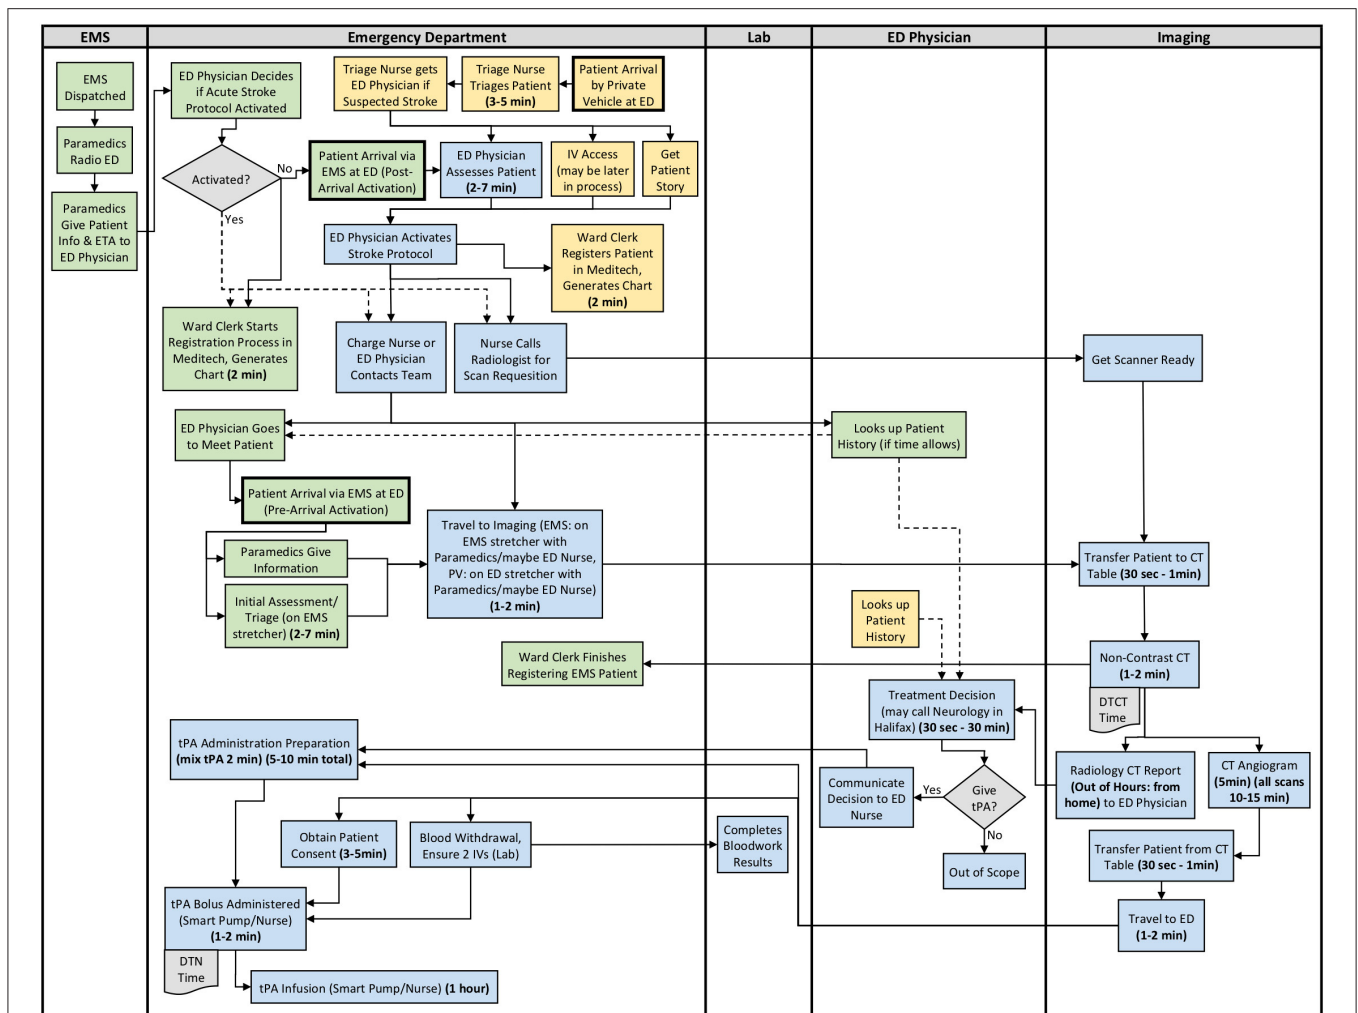 EMS
Emergency Department
Lab
ED Physician
Imaging
EMS
Dispatched
Paramedics
Radio ED
Paramedics
Give Patient
Info & ETA to
ED Physician
ED Physician Decides
if Acute Stroke
Protocol Activated
Triage Nurse gets
ED Physician if
Suspected Stroke
Triage Nurse
Triages Patient
(3-5 min)
Patient Arrival
by Private
Vehicle at ED
Activated?
No
Yes
Patient Arrival via
EMS at ED (Post-
Arrival Activation)
ED Physician
Assesses Patient
(2-7 min)
IV Access
(may be later
in process)
Get
Patient
Story
ED Physician Activates
Stroke Protocol
Ward Clerk
Registers Patient
in Meditech,
Generates Chart
(2 min)
Ward Clerk Starts
Registration Process in
Meditech, Generates
Chart (2 min)
Charge Nurse or
ED Physician
Contacts Team
Nurse Calls
Radiologist for
Scan Requesition
Get Scanner Ready
ED Physician Goes
to Meet Patient
Looks up Patient
History (if time allows)
Patient Arrival via EMS at ED
(Pre-Arrival Activation)
Paramedics Give
Information
Initial Assessment/
Triage (on EMS
stretcher) (2-7 min)
Travel to Imaging (EMS: on
EMS stretcher with
Paramedics/maybe ED Nurse,
PV: on ED stretcher with
Paramedics/maybe ED Nurse)
(1-2 min)
Transfer Patient to CT
Table (30 sec - 1min)
Looks up
Patient
History
Ward Clerk Finishes
Registering EMS Patient
Non-Contrast CT
(1-2 min)
DTCT
Time
Treatment Decision
(may call Neurology in
Halifax) (30 sec - 30 min)
tPA Administration Preparation
(mix tPA 2 min) (5-10 min total)
Communicate
Decision to ED
Nurse
Yes
Give
tPA?
No
Out of Scope
Radiology CT Report
(Out of Hours: from
home) to ED Physician
CT Angiogram
(5min) (all scans
10-15 min)
Obtain Patient
Consent (3-5min)
Blood Withdrawal,
Ensure 2 IVs (Lab)
Completes
Bloodwork
Results
Transfer Patient from CT
Table (30 sec - 1min)
Travel to ED
(1-2 min)
tPA Bolus Administered
(Smart Pump/Nurse)
(1-2 min)
DTN
Time
tPA Infusion (Smart Pump/Nurse) (1 hour)